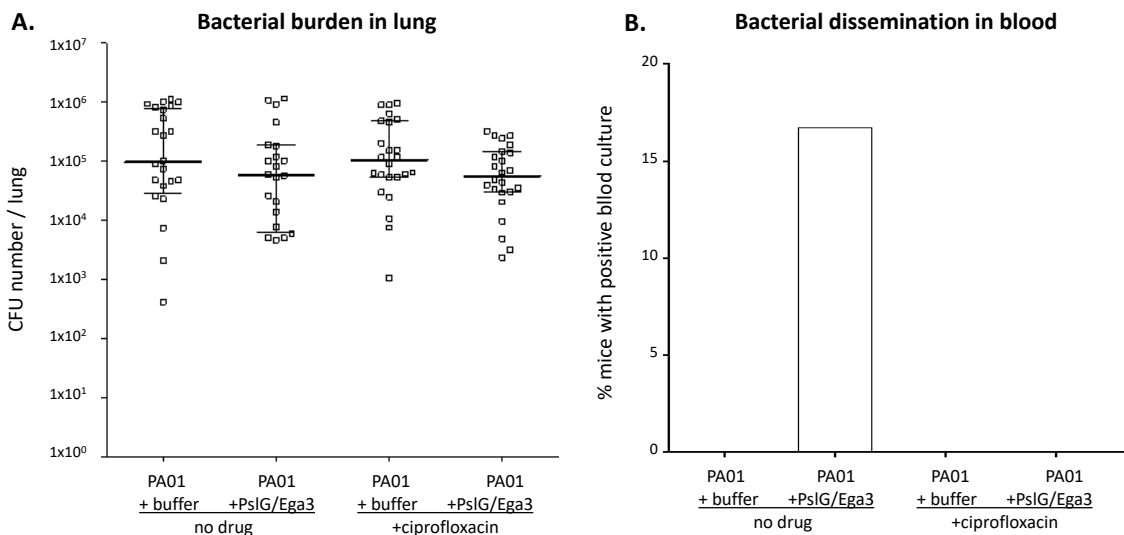 A. Bacterial burden in lung
CFU number / lung
1x10⁷
1x10⁶
1x10⁵
1x10⁴
1x10³
1x10²
1x10¹
1x10⁰
PA01 PA01 PA01 PA01
+ buffer +PslG/Ega3 + buffer +PslG/Ega3
no drug +ciprofloxacin
B. Bacterial dissemination in blood
% mice with positive bllod culture
20
15
10
5
0
PA01 PA01 PA01 PA01
+ buffer +PslG/Ega3 + buffer +PslG/Ega3
no drug +ciprofloxacin